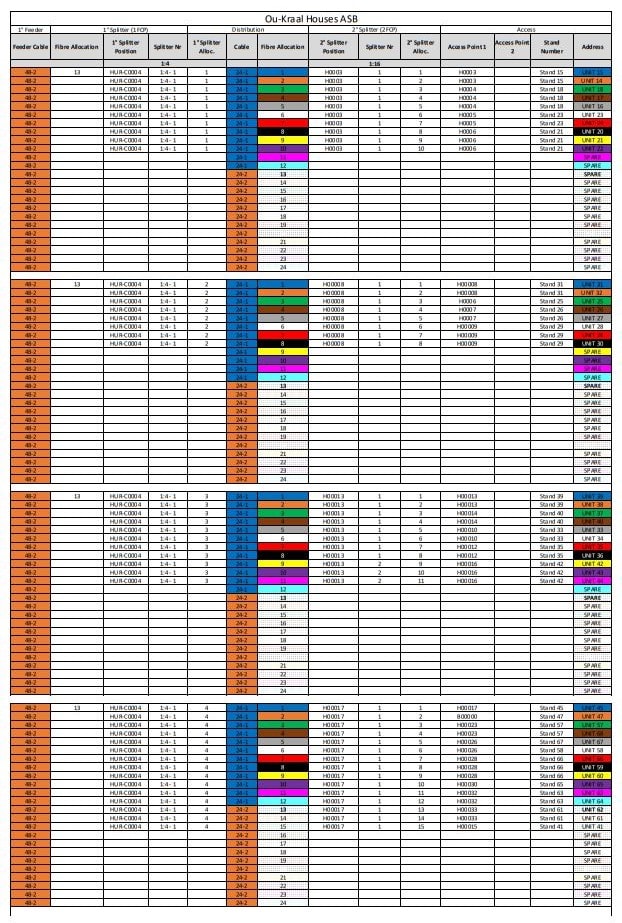 Ou-Kraal Houses ASB
1° Feeder 1° Splitter (1 FCP) Distribution 2° Splitter (2 FCP) Access
Feeder Cable Fibre Allocation 1° Splitter Position Splitter Nr 1° Splitter Alloc. Cable Fibre Allocation 2° Splitter Position Splitter Nr 2° Splitter Alloc. Access Point 1 Access Point 2 Stand Number Address
1:4 1:16
48-2 13 HUR-C0004 1:4 - 1 1 24-1 1 H0003 1 1 H0003 Stand 15 UNIT 15
48-2 HUR-C0004 1:4 - 1 1 24-1 2 H0003 1 2 H0003 Stand 15 UNIT 14
48-2 HUR-C0004 1:4 - 1 1 24-1 3 H0003 1 3 H0004 Stand 18 UNIT 18
48-2 HUR-C0004 1:4 - 1 1 24-1 4 H0003 1 4 H0004 Stand 18 UNIT 17
48-2 HUR-C0004 1:4 - 1 1 24-1 5 H0003 1 5 H0004 Stand 18 UNIT 16
48-2 HUR-C0004 1:4 - 1 1 24-1 6 H0003 1 6 H0005 Stand 23 UNIT 23
48-2 HUR-C0004 1:4 - 1 1 24-1 H0003 1 7 H0005 Stand 23
48-2 HUR-C0004 1:4 - 1 1 24-1 8 H0003 1 8 H0006 Stand 21 UNIT 20
48-2 HUR-C0004 1:4 - 1 1 24-1 9 H0003 1 9 H0006 Stand 21 UNIT 21
48-2 HUR-C0004 1:4 - 1 1 24-1 10 H0003 1 10 H0006 Stand 21 UNIT 22
48-2 24-1 11 SPARE
48-2 24-1 12 SPARE
48-2 24-2 13 SPARE
48-2 24-2 14 SPARE
48-2 24-2 15 SPARE
48-2 24-2 16 SPARE
48-2 24-2 17 SPARE
48-2 24-2 18 SPARE
48-2 24-2 19 SPARE
48-2 24-2
48-2 24-2 21 SPARE
48-2 24-2 22 SPARE
48-2 24-2 23 SPARE
48-2 24-2 24 SPARE
48-2 13 HUR-C0004 1:4 - 1 2 24-1 1 H00008 1 1 H00008 Stand 31 UNIT 31
48-2 HUR-C0004 1:4 - 1 2 24-1 2 H00008 1 2 H00008 Stand 31 UNIT 32
48-2 HUR-C0004 1:4 - 1 2 24-1 3 H00008 1 3 H0006 Stand 25 UNIT 25
48-2 HUR-C0004 1:4 - 1 2 24-1 4 H00008 1 4 H0007 Stand 26 UNIT 26
48-2 HUR-C0004 1:4 - 1 2 24-1 5 H00008 1 5 H0007 Stand 26 UNIT 27
48-2 HUR-C0004 1:4 - 1 2 24-1 6 H00008 1 6 H00009 Stand 29 UNIT 28
48-2 HUR-C0004 1:4 - 1 2 24-1 H00008 1 7 H00009 Stand 29
48-2 HUR-C0004 1:4 - 1 2 24-1 8 H00008 1 8 H00009 Stand 29 UNIT 30
48-2 24-1 9 SPARE
48-2 24-1 10 SPARE
48-2 24-1 11 SPARE
48-2 24-1 12 SPARE
48-2 24-2 13 SPARE
48-2 24-2 14 SPARE
48-2 24-2 15 SPARE
48-2 24-2 16 SPARE
48-2 24-2 17 SPARE
48-2 24-2 18 SPARE
48-2 24-2 19 SPARE
48-2 24-2
48-2 24-2 21 SPARE
48-2 24-2 22 SPARE
48-2 24-2 23 SPARE
48-2 24-2 24 SPARE
48-2 13 HUR-C0004 1:4 - 1 3 24-1 1 H00013 1 1 H00013 Stand 39 UNIT 39
48-2 HUR-C0004 1:4 - 1 3 24-1 2 H00013 1 2 H00013 Stand 39 UNIT 38
48-2 HUR-C0004 1:4 - 1 3 24-1 3 H00013 1 3 H00014 Stand 40 UNIT 37
48-2 HUR-C0004 1:4 - 1 3 24-1 4 H00013 1 4 H00014 Stand 40 UNIT 40
48-2 HUR-C0004 1:4 - 1 3 24-1 5 H00013 1 5 H00010 Stand 33 UNIT 33
48-2 HUR-C0004 1:4 - 1 3 24-1 6 H00013 1 6 H00010 Stand 33 UNIT 34
48-2 HUR-C0004 1:4 - 1 3 24-1 H00013 1 7 H00012 Stand 35
48-2 HUR-C0004 1:4 - 1 3 24-1 8 H00013 1 8 H00012 Stand 35 UNIT 36
48-2 HUR-C0004 1:4 - 1 3 24-1 9 H00013 2 9 H00016 Stand 42 UNIT 42
48-2 HUR-C0004 1:4 - 1 3 24-1 10 H00013 2 10 H00016 Stand 42 UNIT 43
48-2 HUR-C0004 1:4 - 1 3 24-1 11 H00013 2 11 H00016 Stand 42 UNIT 44
48-2 24-1 12 SPARE
48-2 24-2 13 SPARE
48-2 24-2 14 SPARE
48-2 24-2 15 SPARE
48-2 24-2 16 SPARE
48-2 24-2 17 SPARE
48-2 24-2 18 SPARE
48-2 24-2 19 SPARE
48-2 24-2
48-2 24-2 21 SPARE
48-2 24-2 22 SPARE
48-2 24-2 23 SPARE
48-2 24-2 24 SPARE
48-2 13 HUR-C0004 1:4 - 1 4 24-1 1 H00017 1 1 H00017 Stand 45 UNIT 45
48-2 HUR-C0004 1:4 - 1 4 24-1 2 H00017 1 2 B00000 Stand 47 UNIT 47
48-2 HUR-C0004 1:4 - 1 4 24-1 3 H00017 1 3 H00023 Stand 57 UNIT 57
48-2 HUR-C0004 1:4 - 1 4 24-1 4 H00017 1 4 H00023 Stand 57
48-2 HUR-C0004 1:4 - 1 4 24-1 5 H00017 1 5 H00026 Stand 67 UNIT 67
48-2 HUR-C0004 1:4 - 1 4 24-1 6 H00017 1 6 H00026 Stand 58 UNIT 58
48-2 HUR-C0004 1:4 - 1 4 24-1 H00017 1 7 H00028 Stand 66
48-2 HUR-C0004 1:4 - 1 4 24-1 8 H00017 1 8 H00028 Stand 66 UNIT 59
48-2 HUR-C0004 1:4 - 1 4 24-1 9 H00017 1 9 H00028 Stand 66 UNIT 60
48-2 HUR-C0004 1:4 - 1 4 24-1 10 H00017 1 10 H00030 Stand 65 UNIT 65
48-2 HUR-C0004 1:4 - 1 4 24-1 11 H00017 1 11 H00032 Stand 63 UNIT 63
48-2 HUR-C0004 1:4 - 1 4 24-1 12 H00017 1 12 H00032 Stand 63 UNIT 64
48-2 HUR-C0004 1:4 - 1 4 24-2 13 H00017 1 13 H00033 Stand 61 UNIT 62
48-2 HUR-C0004 1:4 - 1 4 24-2 14 H00017 1 14 H00033 Stand 61 UNIT 61
48-2 HUR-C0004 1:4 - 1 4 24-2 15 H00017 1 15 H00015 Stand 41 UNIT 41
48-2 24-2 16 SPARE
48-2 24-2 17 SPARE
48-2 24-2 18 SPARE
48-2 24-2 19 SPARE
48-2 24-2
48-2 24-2 21 SPARE
48-2 24-2 22 SPARE
48-2 24-2 23 SPARE
48-2 24-2 24 SPARE